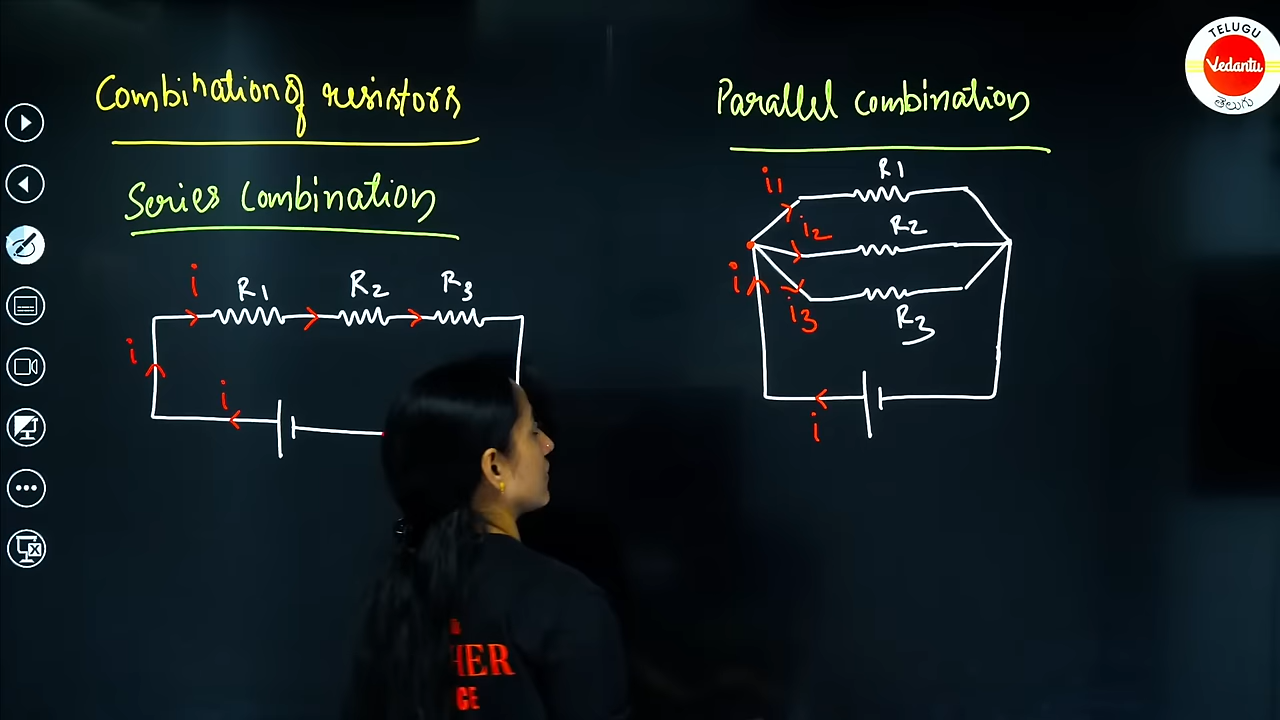 Combination of resistors
Series Combination
i
R1
R2
R3
i
i
Parallel combination
i1
R1
i2
R2
i
i3
R3
i
TELUGU
Vedantu
తెలుగు
HER
CE